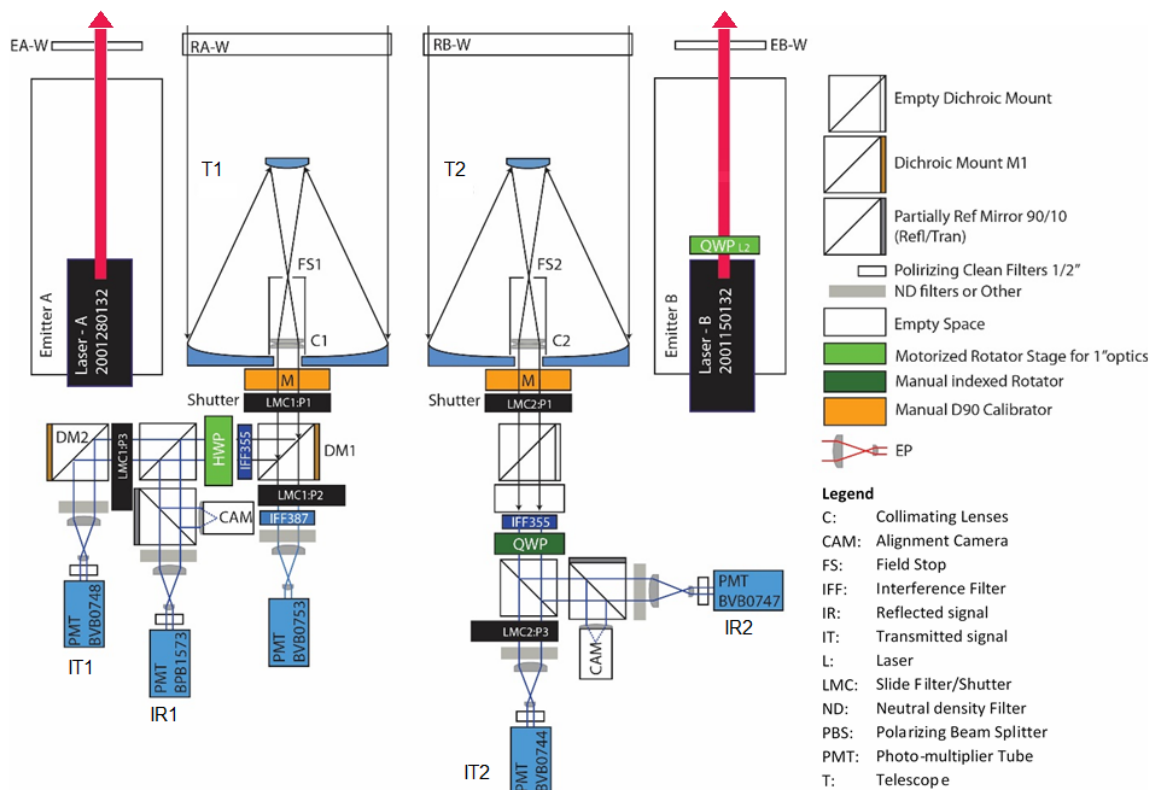 EA-W
RA-W
RB-W
EB-W
T1
T2
FS1
FS2
C1
C2
Emitter A
Laser - A
2001280132
Emitter B
Laser - B
2001150132
QWP L2
M
M
Shutter
LMC1:P1
Shutter
LMC2:P1
DM2
LMC1:P3
HWP
IFF355
DM1
LMC1:P2
CAM
IFF387
IFF355
QWP
PMT
BVB0748
IT1
PMT
BPB1573
IR1
PMT
BVB0753
PMT
BVB0747
IR2
LMC2:P3
CAM
PMT
BVB0744
IT2
Empty Dichroic Mount
Dichroic Mount M1
Partially Ref Mirror 90/10
(Refl/Tran)
Polirizing Clean Filters 1/2"
ND filters or Other
Empty Space
Motorized Rotator Stage for 1"optics
Manual indexed Rotator
Manual D90 Calibrator
EP
Legend
C: Collimating Lenses
CAM: Alignment Camera
FS: Field Stop
IFF: Interference Filter
IR: Reflected signal
IT: Transmitted signal
L: Laser
LMC: Slide Filter/Shutter
ND: Neutral density Filter
PBS: Polarizing Beam Splitter
PMT: Photo-multiplier Tube
T: Telescope